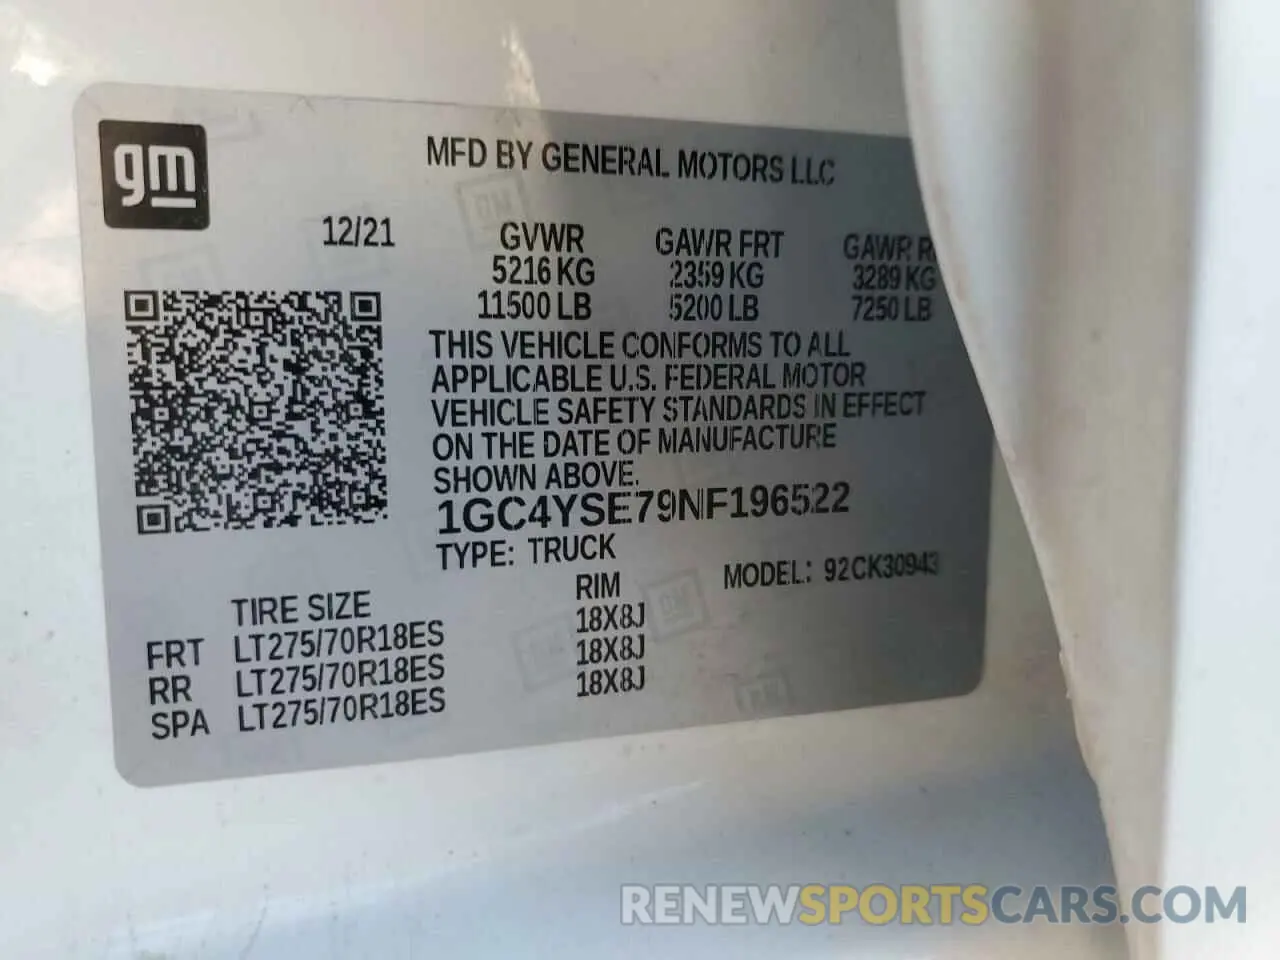 gm
MFD BY GENERAL MOTORS LLC
12/21 GVWR GAWR FRT GAWR R
5216 KG 2359 KG 3289 KG
11500 LB 5200 LB 7250 LB
THIS VEHICLE CONFORMS TO ALL
APPLICABLE U.S. FEDERAL MOTOR
VEHICLE SAFETY STANDARDS IN EFFECT
ON THE DATE OF MANUFACTURE
SHOWN ABOVE.
1GC4YSE79NF196522
TYPE: TRUCK
MODEL: 92CK30943
TIRE SIZE RIM
FRT LT275/70R18ES 18X8J
RR LT275/70R18ES 18X8J
SPA LT275/70R18ES 18X8J
RENEWSPORTSCARS.COM